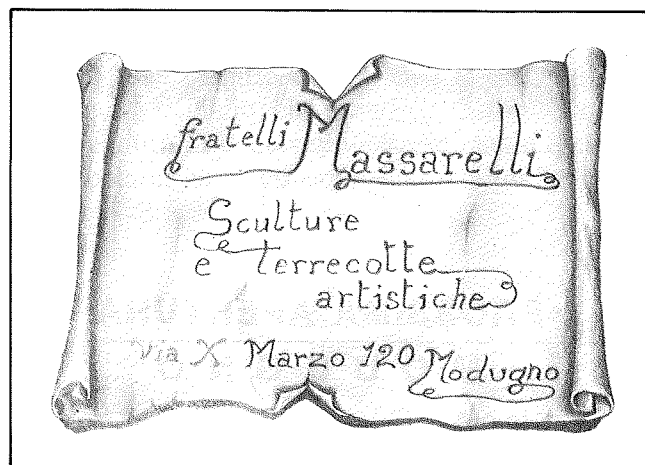 fratelli Massarelli
Sculture
e terrecotte
artistiche
Via X Marzo 120 Modugno